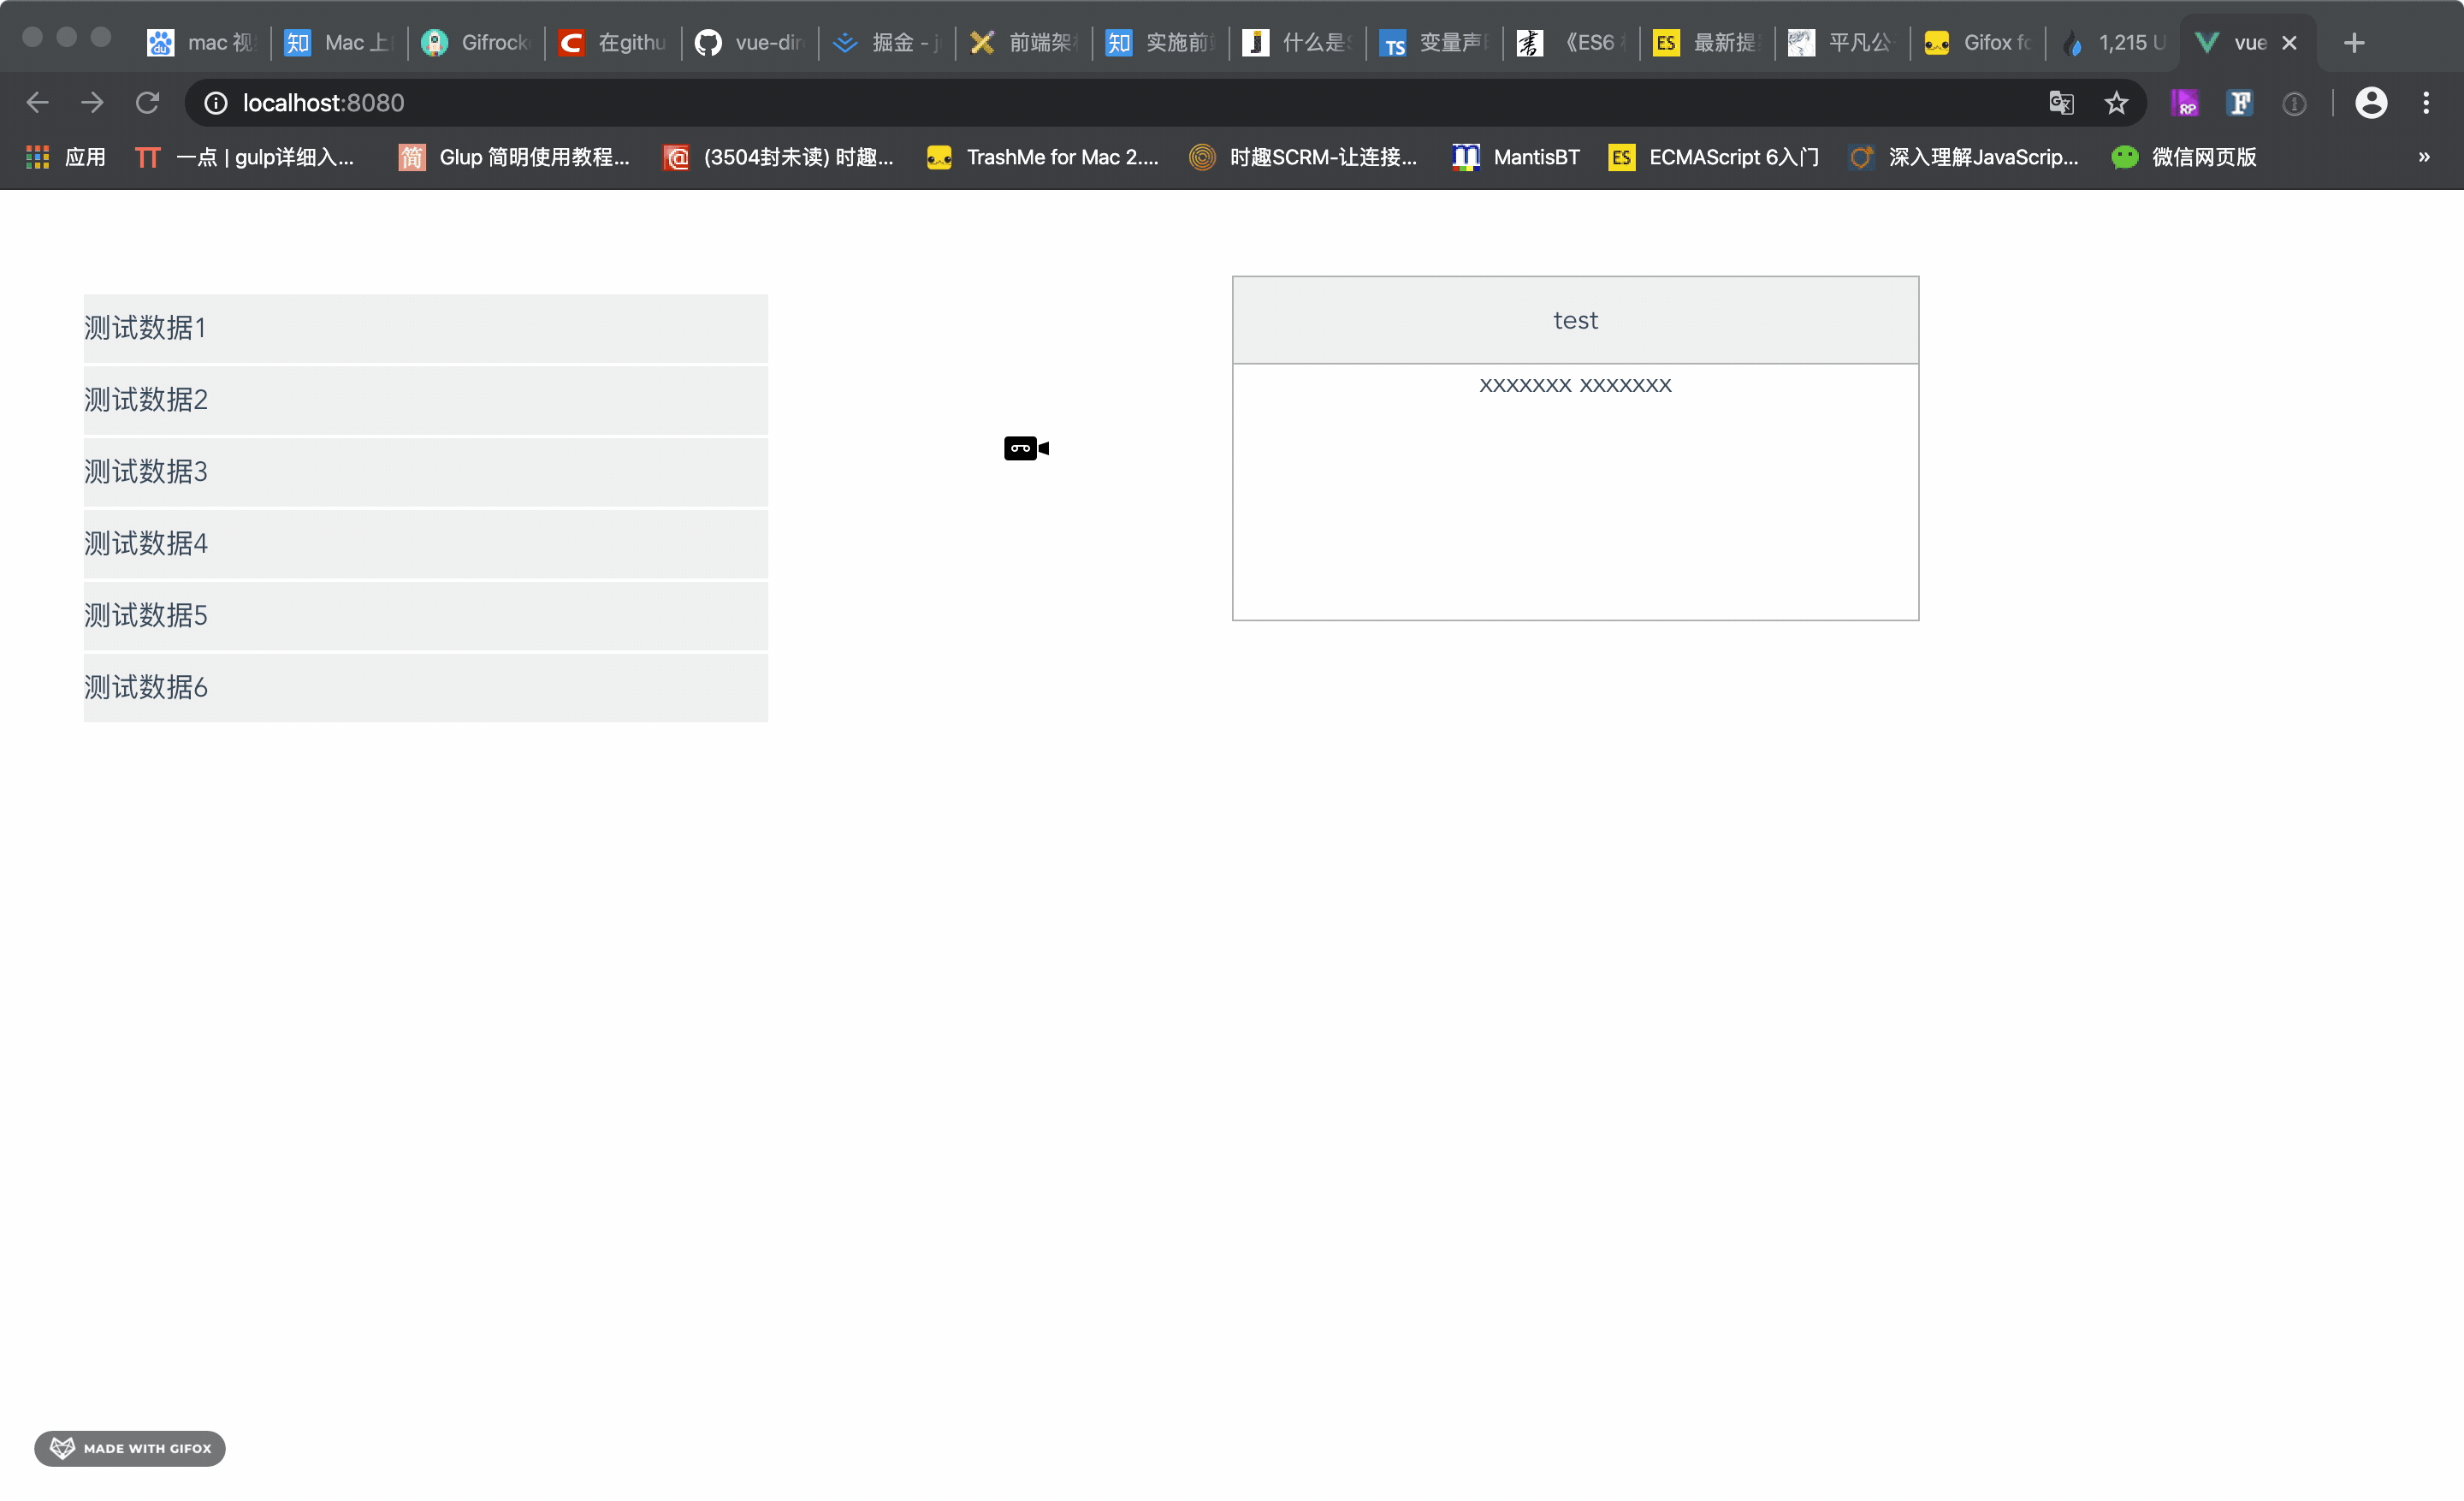 mac 视
Mac 上
Gifrock
在githu
vue-dir
掘金 - j
前端架
实施前
什么是S
TS 变量声
《ES6
ES 最新提
平凡公
Gifox fo
1,215 U
vue
localhost:8080
应用
一点 | gulp详细入...
简 Glup 简明使用教程...
(3504封未读) 时趣...
TrashMe for Mac 2....
时趣SCRM-让连接...
MantisBT
ES ECMAScript 6入门
深入理解JavaScrip...
微信网页版
测试数据1
测试数据2
测试数据3
测试数据4
测试数据5
测试数据6
test
xxxxxxx xxxxxxx
MADE WITH GIFOX